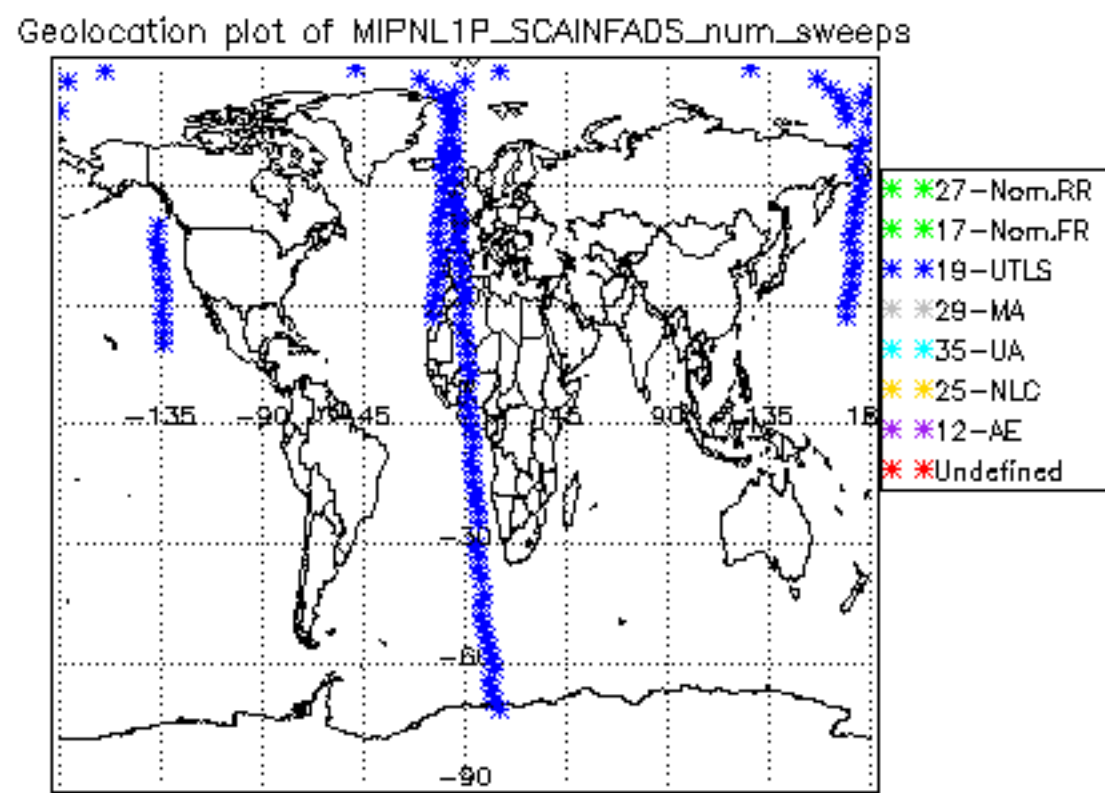 Geolocation plot of MIPNL1P_SCAINFADS_num_sweeps
27-Nom.RR
17-Nom.FR
19-UTLS
29-MA
35-UA
25-NLC
12-AE
Undefined
-135 -90 45 45 90 135 18
-30
-60
-90